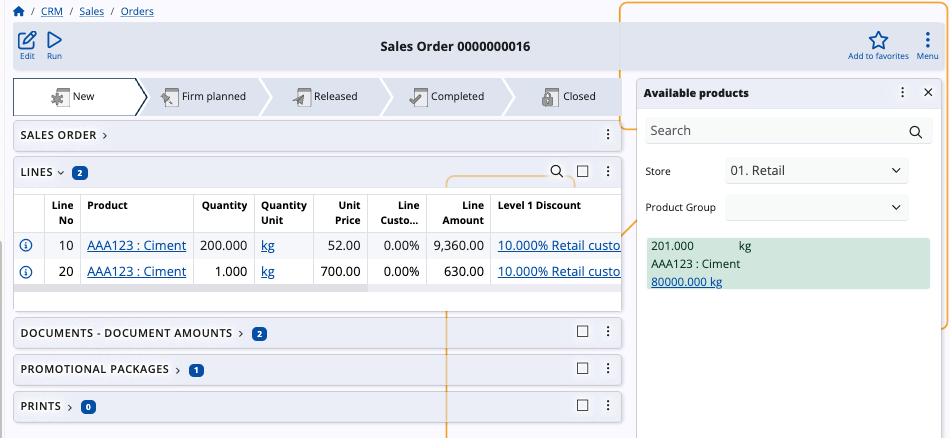 / CRM / Sales / Orders
Edit Run
Sales Order 0000000016
Add to favorites Menu
New Firm planned Released Completed Closed
SALES ORDER
LINES 2
Line No Product Quantity Quantity Unit Unit Price Line Custo... Line Amount Level 1 Discount
10 AAA123 : Ciment 200.000 kg 52.00 0.00% 9,360.00 10.000% Retail custo
20 AAA123 : Ciment 1.000 kg 700.00 0.00% 630.00 10.000% Retail custo
DOCUMENTS - DOCUMENT AMOUNTS 2
PROMOTIONAL PACKAGES 1
PRINTS 0
Available products
Search
Store 01. Retail
Product Group
201.000 kg
AAA123 : Ciment
80000.000 kg